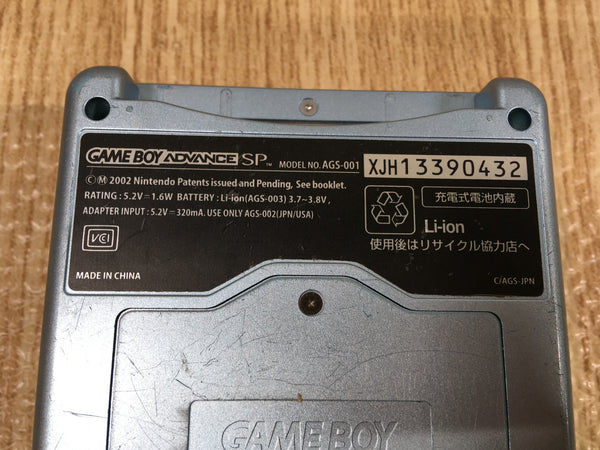 GAME BOY ADVANCE SP™ MODEL NO. AGS-001 XJH13390432
©Ⓜ 2002 Nintendo Patents issued and Pending, See booklet.
RATING : 5.2V⎓1.6W BATTERY : Li-ion(AGS-003) 3.7~3.8V,
ADAPTER INPUT : 5.2V⎓320mA. USE ONLY AGS-002(JPN/USA)
充電式電池内蔵
Li-ion
使用後はリサイクル協力店へ
VCI
MADE IN CHINA
C/AGS-JPN
GAME BOY